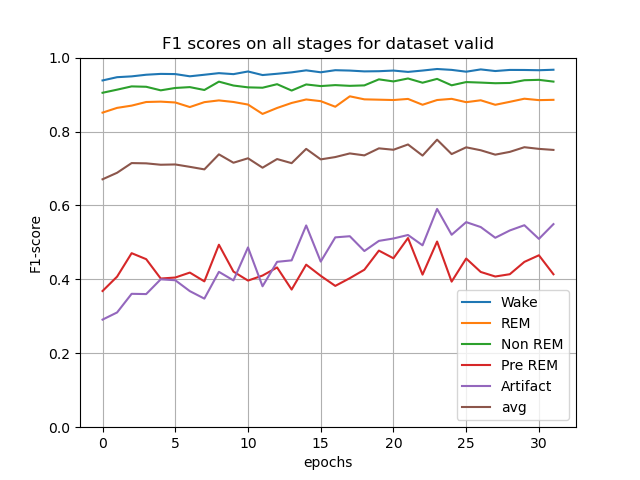 F1 scores on all stages for dataset valid
F1-score
1.0
0.8
0.6
0.4
0.2
0.0
0 5 10 15 20 25 30
epochs
Wake
REM
Non REM
Pre REM
Artifact
avg